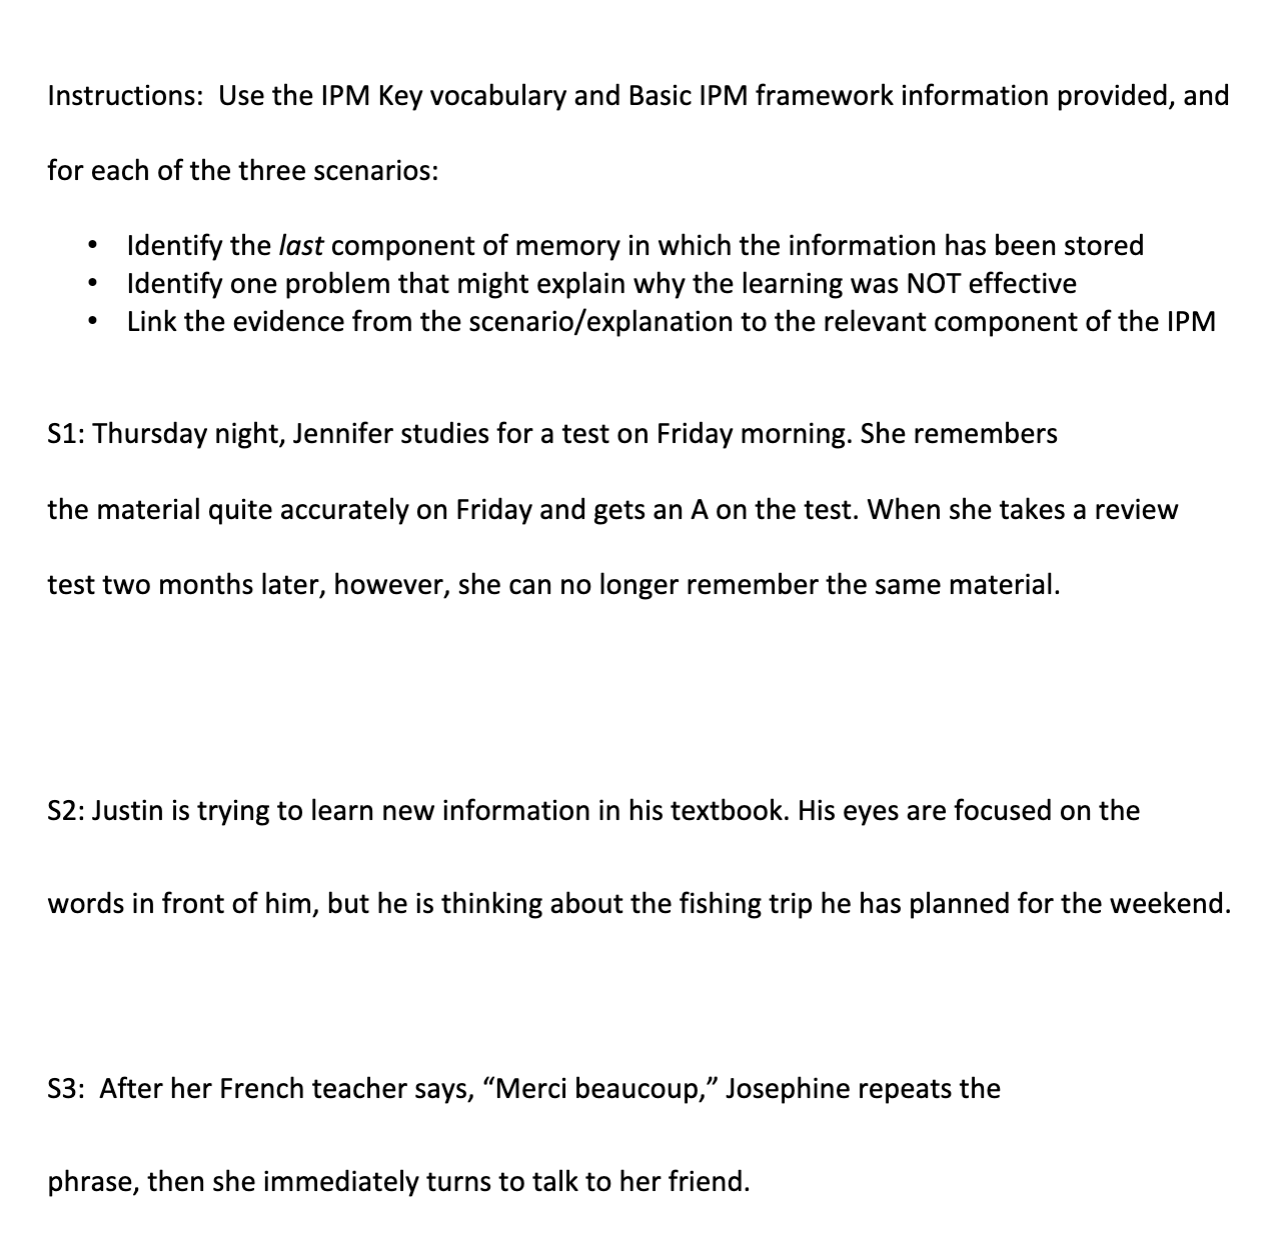 Instructions:  Use the IPM Key vocabulary and Basic IPM framework information provided, and
for each of the three scenarios:
• Identify the last component of memory in which the information has been stored
• Identify one problem that might explain why the learning was NOT effective
• Link the evidence from the scenario/explanation to the relevant component of the IPM
S1: Thursday night, Jennifer studies for a test on Friday morning. She remembers
the material quite accurately on Friday and gets an A on the test. When she takes a review
test two months later, however, she can no longer remember the same material.
S2: Justin is trying to learn new information in his textbook. His eyes are focused on the
words in front of him, but he is thinking about the fishing trip he has planned for the weekend.
S3:  After her French teacher says, “Merci beaucoup,” Josephine repeats the
phrase, then she immediately turns to talk to her friend.